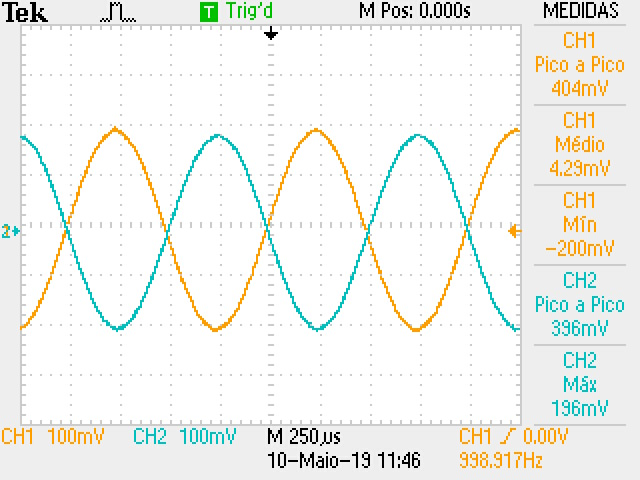 Tek T Trig'd M Pos: 0.000s MEDIDAS
CH1
Pico a Pico
404mV
CH1
Médio
4.29mV
CH1
Mín
-200mV
CH2
Pico a Pico
396mV
CH2
Máx
196mV
2
CH1 100mV CH2 100mV M 250µs CH1 0.00V
10-Maio-19 11:46 998.917Hz